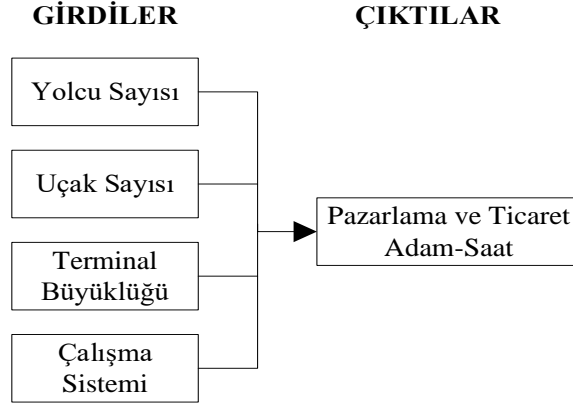 GİRDİLER
ÇIKTILAR
Yolcu Sayısı
Uçak Sayısı
Terminal
Büyüklüğü
Çalışma
Sistemi
Pazarlama ve Ticaret
Adam-Saat